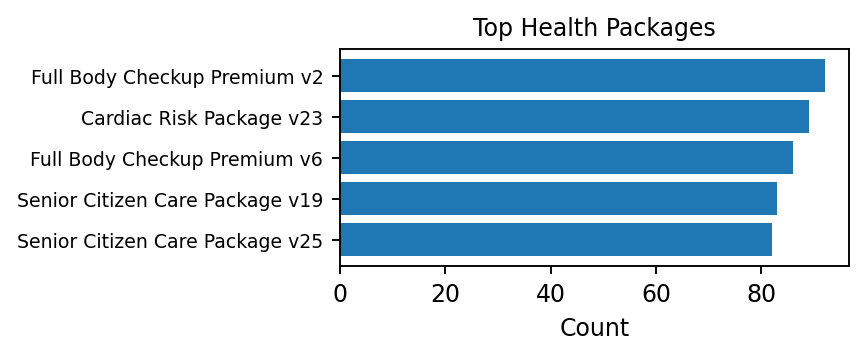 Top Health Packages
Full Body Checkup Premium v2
Cardiac Risk Package v23
Full Body Checkup Premium v6
Senior Citizen Care Package v19
Senior Citizen Care Package v25
0 20 40 60 80
Count